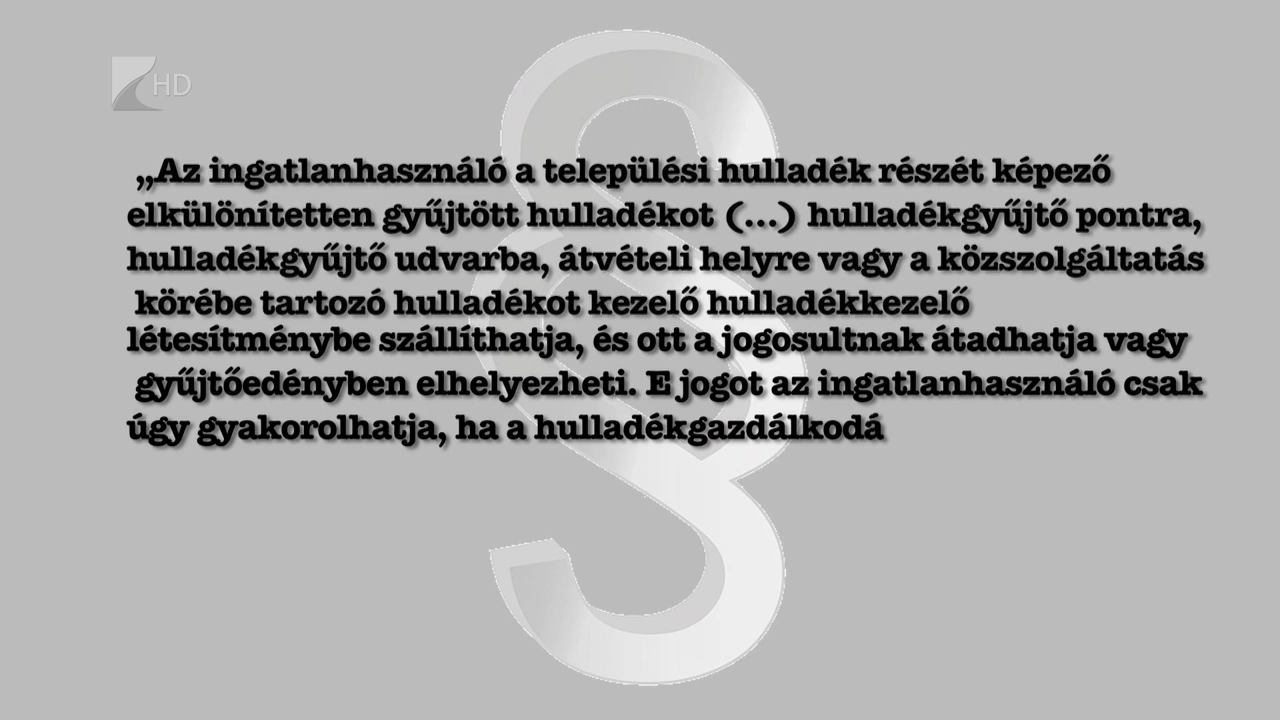 HD
„Az ingatlanhasználó a települési hulladék részét képező
elkülönítetten gyűjtött hulladékot (...) hulladékgyűjtő pontra,
hulladékgyűjtő udvarba, átvételi helyre vagy a közszolgáltatás
körébe tartozó hulladékot kezelő hulladékkezelő
létesítménybe szállíthatja, és ott a jogosultnak átadhatja vagy
gyűjtőedényben elhelyezheti. E jogot az ingatlanhasználó csak
úgy gyakorolhatja, ha a hulladékgazdálkodá